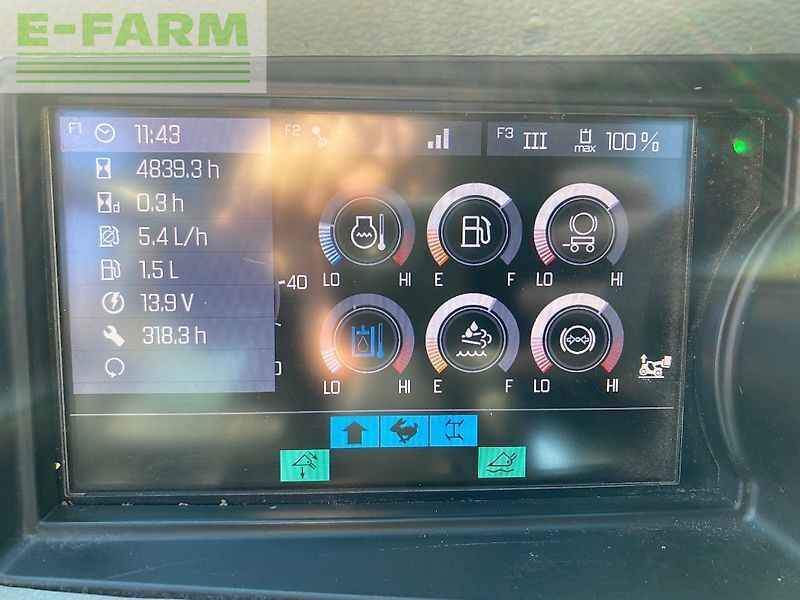 E-FARM
F1 11:43
F2
F3 III max 100%
4839.3 h
d 0.3 h
5.4 L/h
1.5 L
13.9 V
318.3 h
40
LO HI E F LO HI
0
LO HI E F LO HI